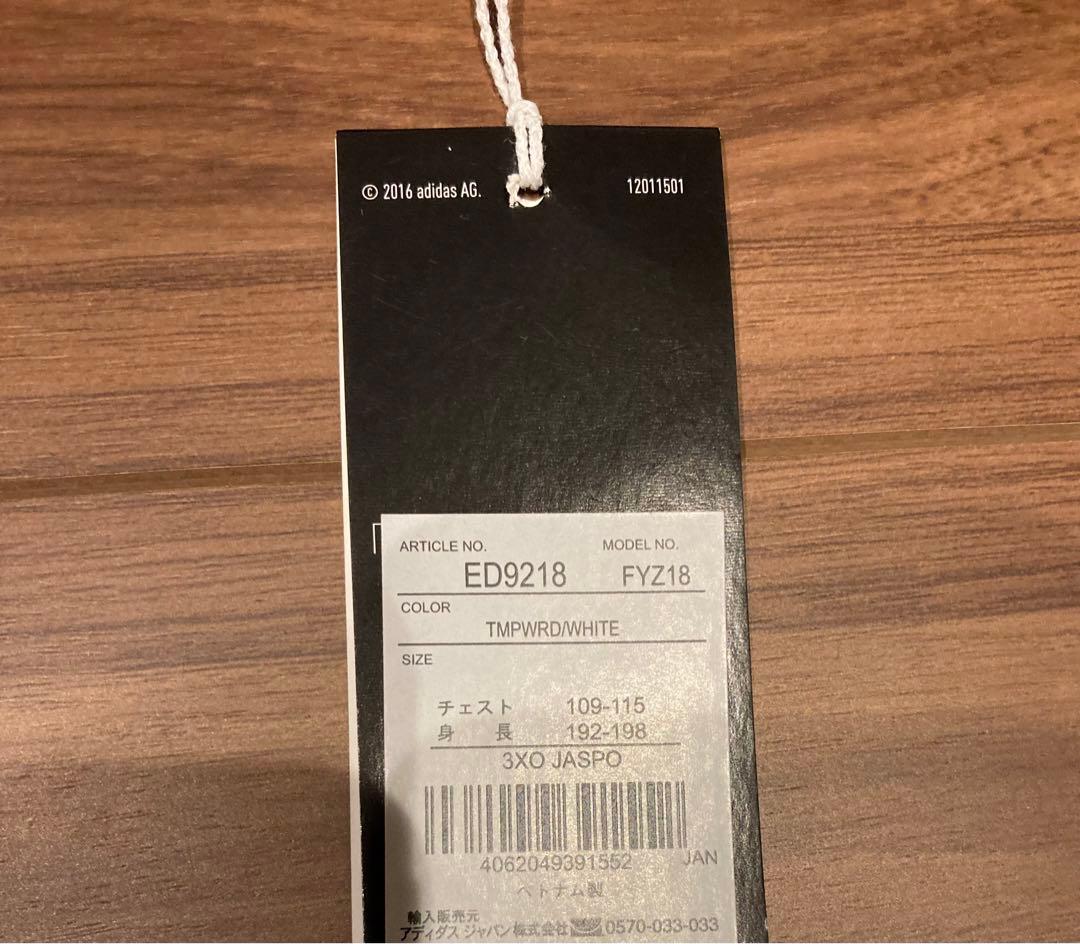 © 2016 adidas AG. 12011501
ARTICLE NO. MODEL NO.
ED9218 FYZ18
COLOR
TMPWRD/WHITE
SIZE
チェスト 109-115
身 長 192-198
3XO JASPO
4062049391552 JAN
ベトナム製
輸入販売元
アディダス ジャパン株式会社 0570-033-033